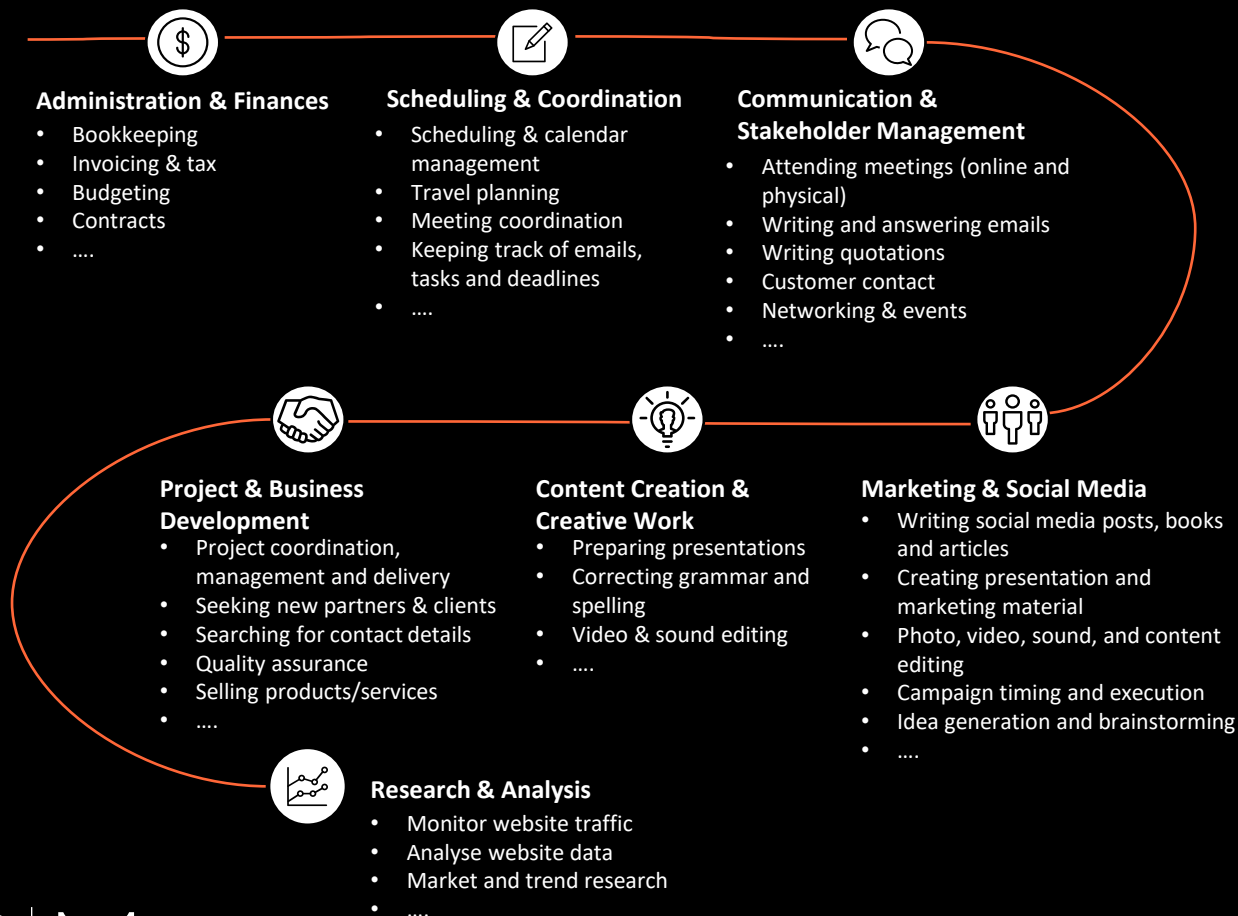 $
Administration & Finances
• Bookkeeping
• Invoicing & tax
• Budgeting
• Contracts
• ....
Scheduling & Coordination
• Scheduling & calendar
management
• Travel planning
• Meeting coordination
• Keeping track of emails,
tasks and deadlines
• ....
Communication &
Stakeholder Management
• Attending meetings (online and
physical)
• Writing and answering emails
• Writing quotations
• Customer contact
• Networking & events
• ....
Project & Business
Development
• Project coordination,
management and delivery
• Seeking new partners & clients
• Searching for contact details
• Quality assurance
• Selling products/services
• ....
Content Creation &
Creative Work
• Preparing presentations
• Correcting grammar and
spelling
• Video & sound editing
• ....
Marketing & Social Media
• Writing social media posts, books
and articles
• Creating presentation and
marketing material
• Photo, video, sound, and content
editing
• Campaign timing and execution
• Idea generation and brainstorming
• ....
Research & Analysis
• Monitor website traffic
• Analyse website data
• Market and trend research
• ....